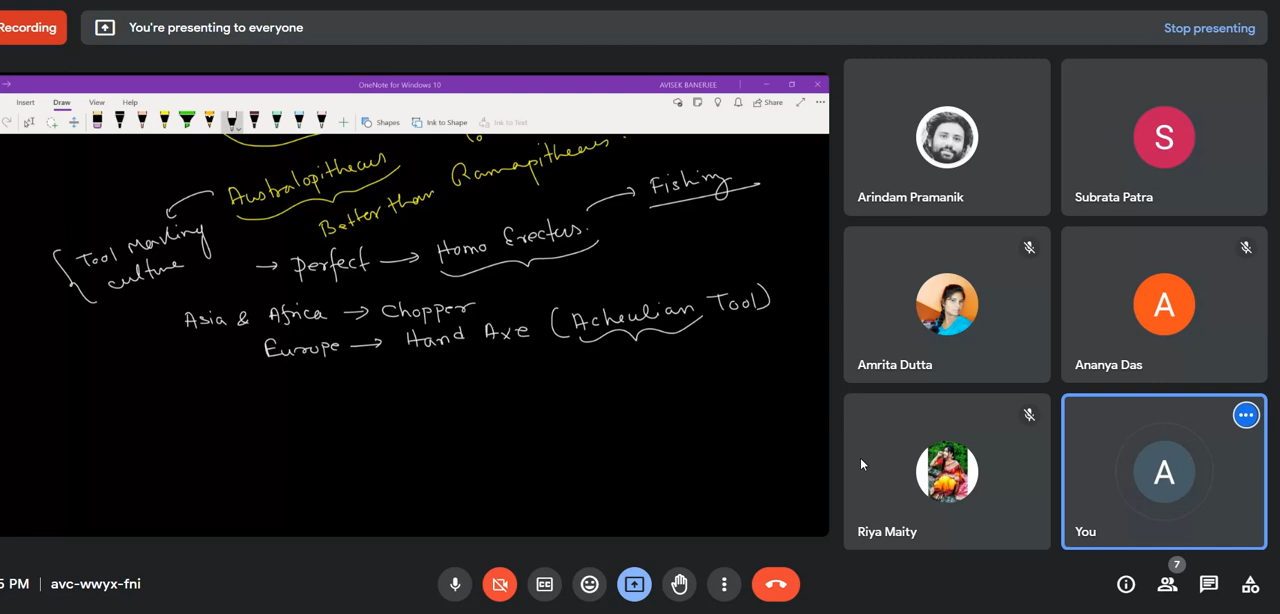 Recording
You're presenting to everyone
Stop presenting
OneNote for Windows 10
AVISEK BANERJEE
Insert Draw View Help
Share
Shapes Ink to Shape Ink to Text
Australopithecus
Better than Ramapithecus.
Tool Making culture
→ Perfect → Homo Erectus.
Fishing
Asia & Africa → Chopper
Europe → Hand Axe (Acheulian Tool)
Arindam Pramanik
S
Subrata Patra
Amrita Dutta
A
Ananya Das
Riya Maity
A
You
5 PM | avc-wwyx-fni
CC
7